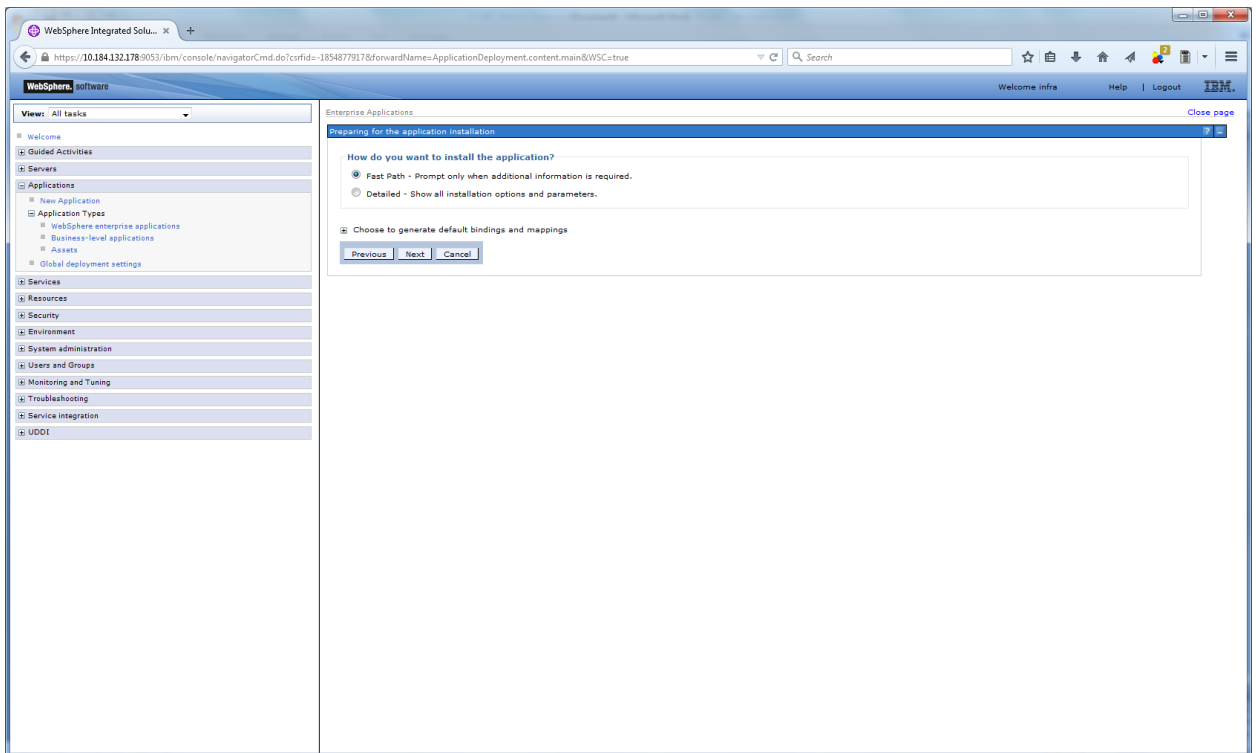 WebSphere Integrated Solu... × +
https://10.184.132.178:9053/ibm/console/navigatorCmd.do?csrfid=-1854877917&forwardName=ApplicationDeployment.content.main&WSC=true
Search
2
WebSphere. software
Welcome infra
Help | Logout
IBM.
View: All tasks
Welcome
Guided Activities
Servers
Applications
New Application
Application Types
WebSphere enterprise applications
Business-level applications
Assets
Global deployment settings
Services
Resources
Security
Environment
System administration
Users and Groups
Monitoring and Tuning
Troubleshooting
Service integration
UDDI
Enterprise Applications
Close page
Preparing for the application installation
? –
How do you want to install the application?
Fast Path - Prompt only when additional information is required.
Detailed - Show all installation options and parameters.
Choose to generate default bindings and mappings
Previous Next Cancel